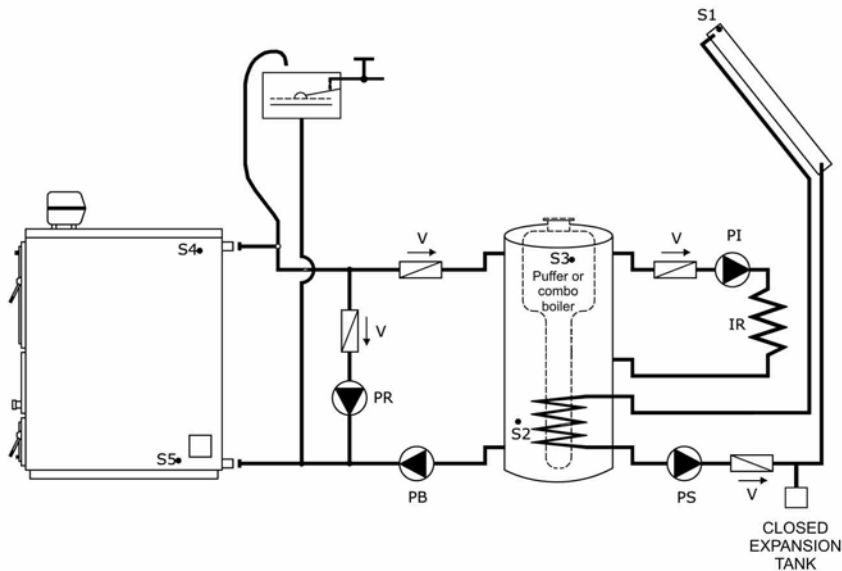 S1
S4
V
V
PI
S3
Puffer or
combo
boiler
IR
V
PR
S2
S5
PB
PS
V
CLOSED
EXPANSION
TANK